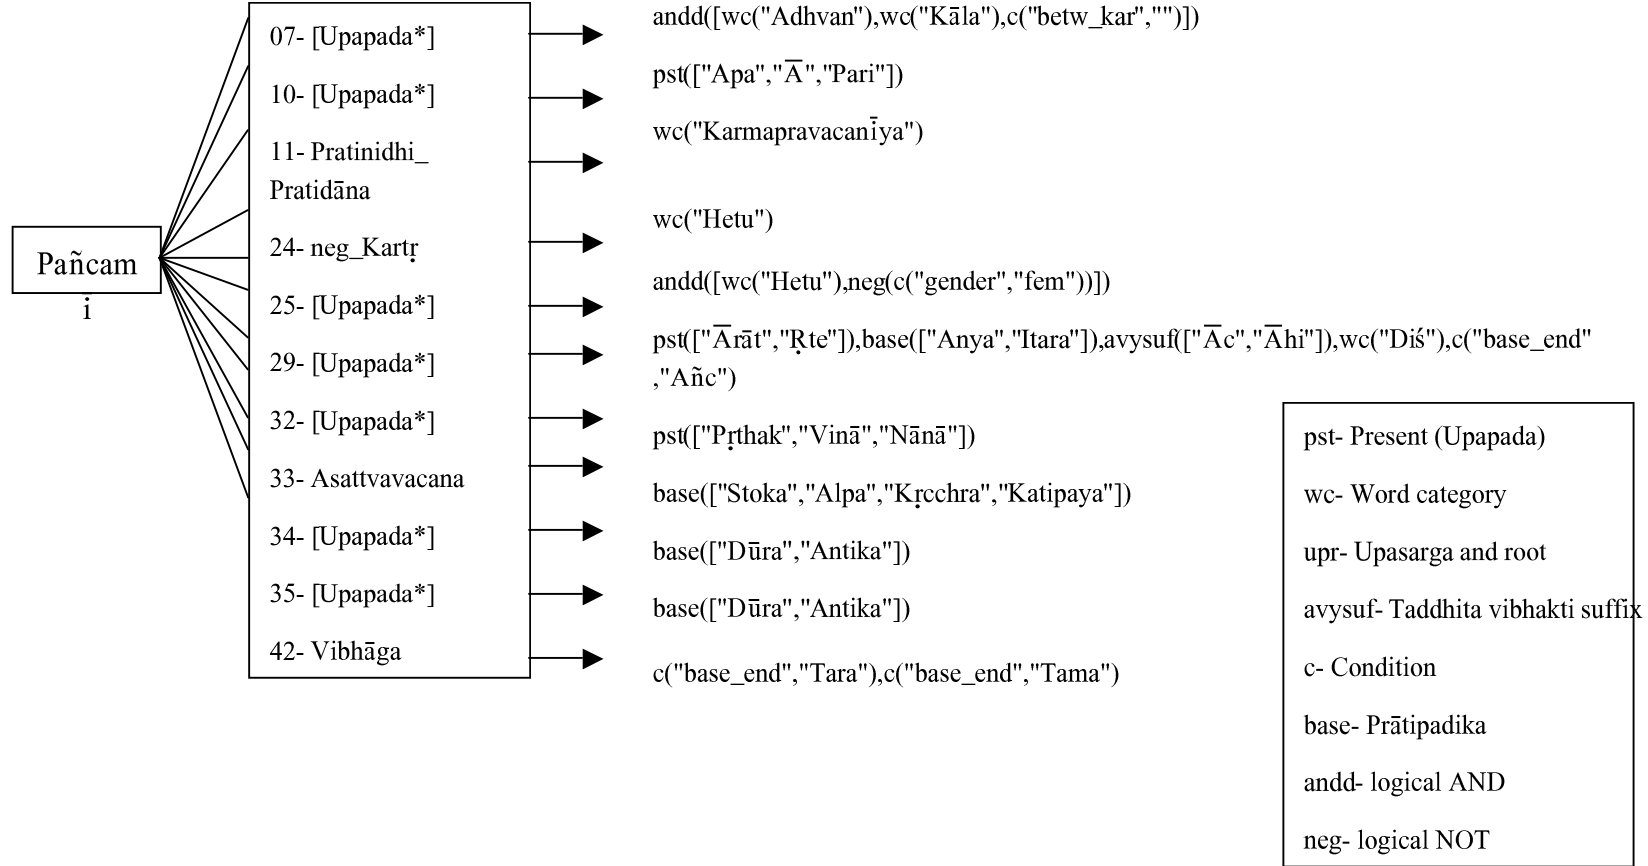 Pañcam
ī
07- [Upapada*]
10- [Upapada*]
11- Pratinidhi_
Pratidāna
24- neg_Kartṛ
25- [Upapada*]
29- [Upapada*]
32- [Upapada*]
33- Asattvavacana
34- [Upapada*]
35- [Upapada*]
42- Vibhāga
andd([wc("Adhvan"),wc("Kāla"),c("betw_kar","")])
pst(["Apa","Ā","Pari"])
wc("Karmapravacanīya")
wc("Hetu")
andd([wc("Hetu"),neg(c("gender","fem"))])
pst(["Ārāt","Ṛte"]),base(["Anya","Itara"]),avysuf(["Āc","Āhi"]),wc("Diś"),c("base_end"
,"Añc")
pst(["Pṛthak","Vinā","Nānā"])
base(["Stoka","Alpa","Kṛcchra","Katipaya"])
base(["Dūra","Antika"])
base(["Dūra","Antika"])
c("base_end","Tara"),c("base_end","Tama")
pst- Present (Upapada)
wc- Word category
upr- Upasarga and root
avysuf- Taddhita vibhakti suffix
c- Condition
base- Prātipadika
andd- logical AND
neg- logical NOT